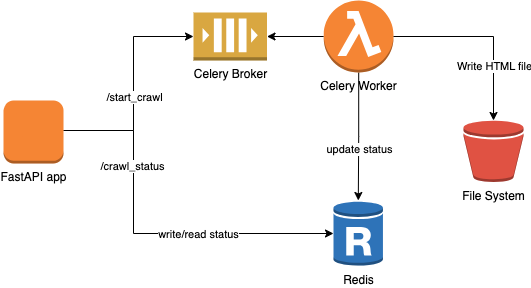 Celery Broker
Celery Worker
Write HTML file
/start_crawl
/crawl_status
FastAPI app
update status
File System
write/read status
R
Redis